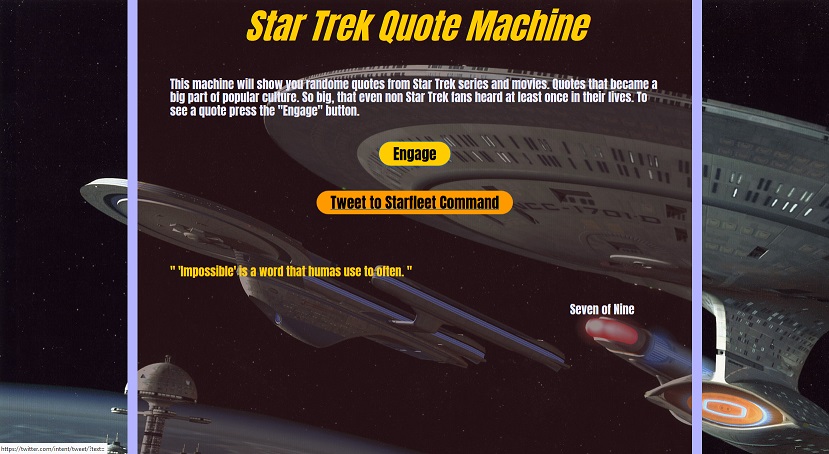 Star Trek Quote Machine
This machine will show you randome quotes from Star Trek series and movies. Quotes that became a
big part of popular culture. So big, that even non Star Trek fans heard at least once in their lives. To
see a quote press the "Engage" button.
Engage
Tweet to Starfleet Command
NCC-1701-D
" 'Impossible' is a word that humas use to often. "
Seven of Nine
https://twitter.com/intent/tweet/?text=